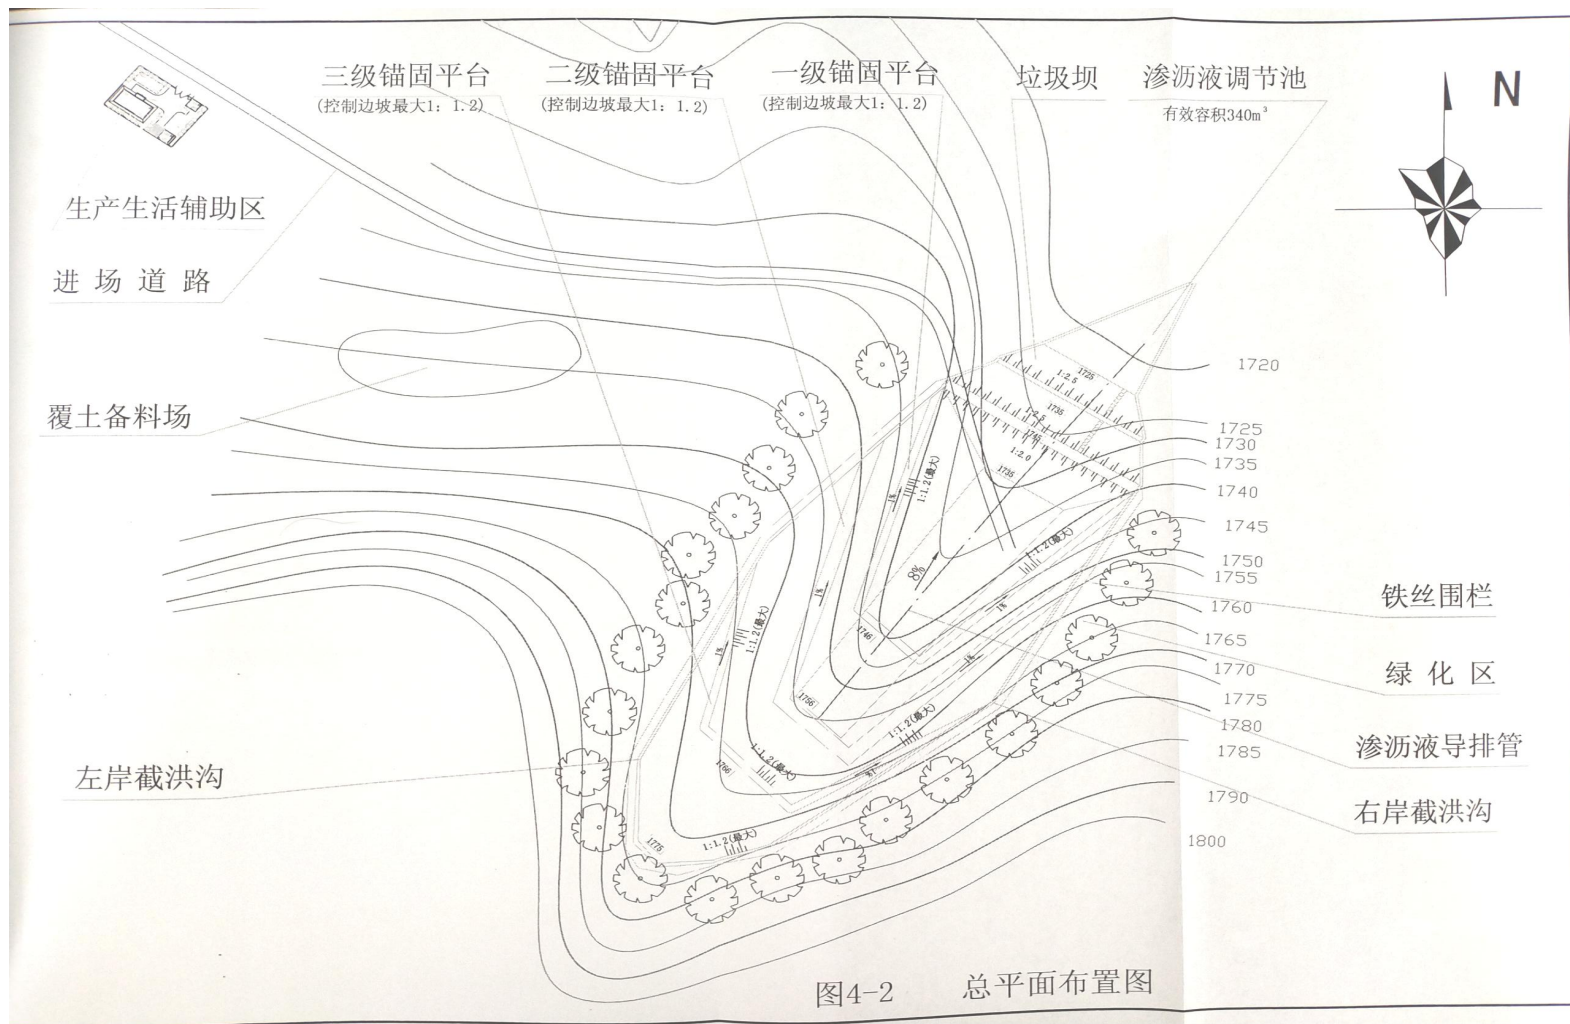 三级锚固平台
(控制边坡最大1: 1.2)
二级锚固平台
(控制边坡最大1: 1.2)
一级锚固平台
(控制边坡最大1: 1.2)
垃圾坝
渗沥液调节池
有效容积340m³
N
生产生活辅助区
进场道路
覆土备料场
左岸截洪沟
1725
1:2.5
1735
1:2.5
1745
1:2.0
1735
1:1.2(最大)
1%
1:1.2(最大)
8%
1%
1%
1746
1:1.2(最大)
1%
1%
1756
1:1.2(最大)
1:1.2(最大)
1766
1:1.2(最大)
1775
1720
1725
1730
1735
1740
1745
1750
1755
1760
1765
1770
1775
1780
1785
1790
1800
铁丝围栏
绿化区
渗沥液导排管
右岸截洪沟
图4-2 总平面布置图